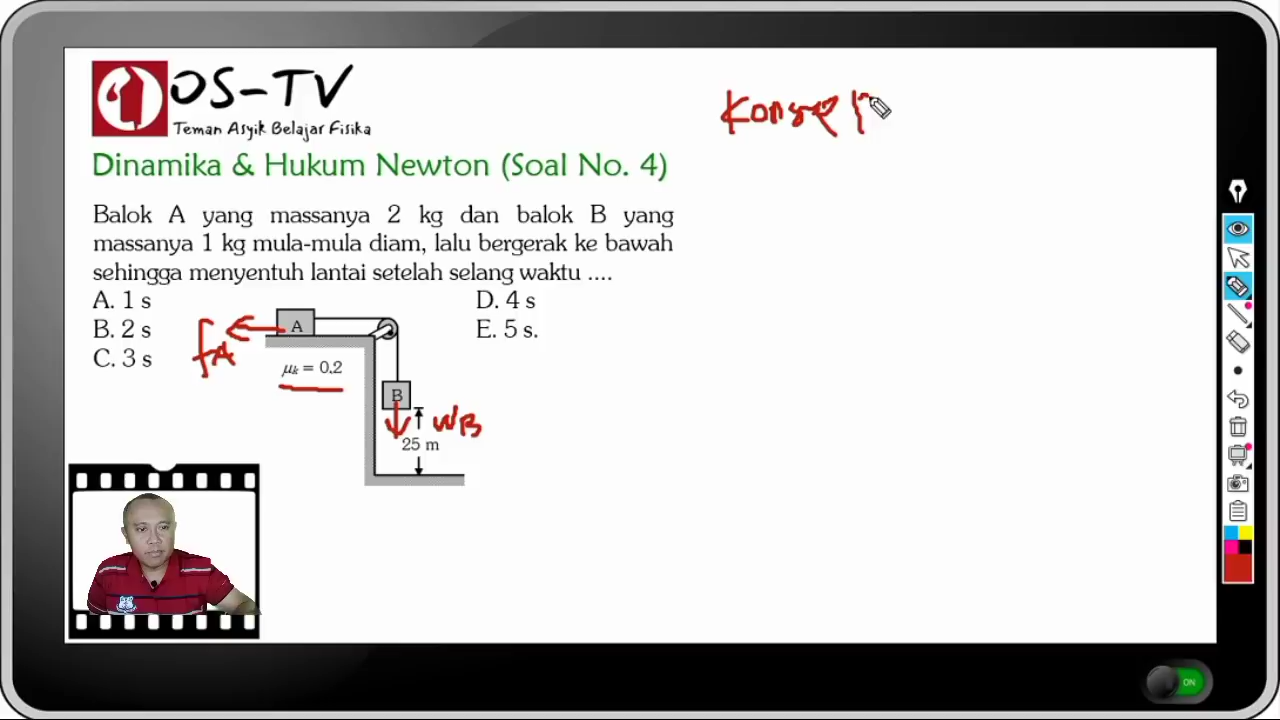 OS-TV
Teman Asyik Belajar Fisika
Konsep
Dinamika & Hukum Newton (Soal No. 4)
Balok A yang massanya 2 kg dan balok B yang
massanya 1 kg mula-mula diam, lalu bergerak ke bawah
sehingga menyentuh lantai setelah selang waktu ....
A. 1 s
B. 2 s
C. 3 s
D. 4 s
E. 5 s.
fA
A
μk = 0.2
B
WB
25 m
ON